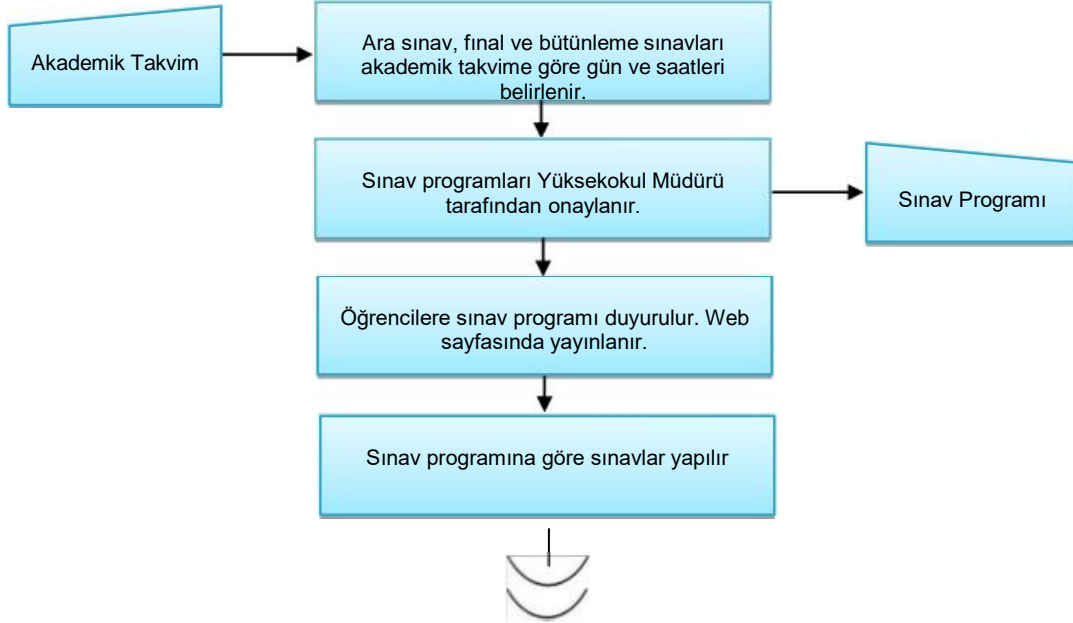 Akademik Takvim
Ara sınav, fınal ve bütünleme sınavları
akademik takvime göre gün ve saatleri
belirlenir.
Sınav programları Yüksekokul Müdürü
tarafından onaylanır.
Sınav Programı
Öğrencilere sınav programı duyurulur. Web
sayfasında yayınlanır.
Sınav programına göre sınavlar yapılır